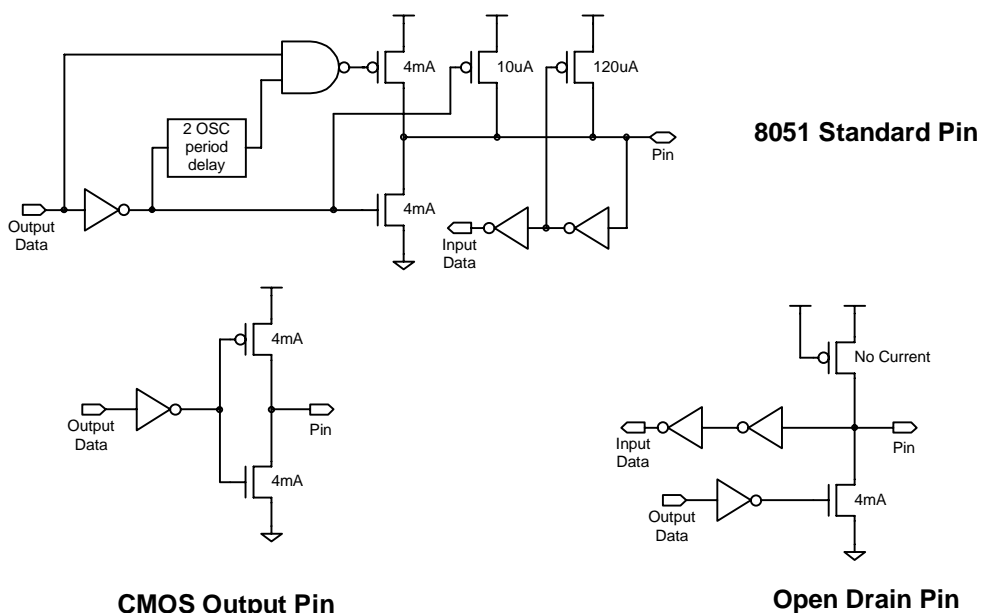 4mA
10uA
120uA
2 OSC
period
delay
8051 Standard Pin
Pin
4mA
Output
Data
Input
Data
4mA
Output
Data
Pin
4mA
No Current
Input
Data
Pin
4mA
Output
Data
CMOS Output Pin
Open Drain Pin